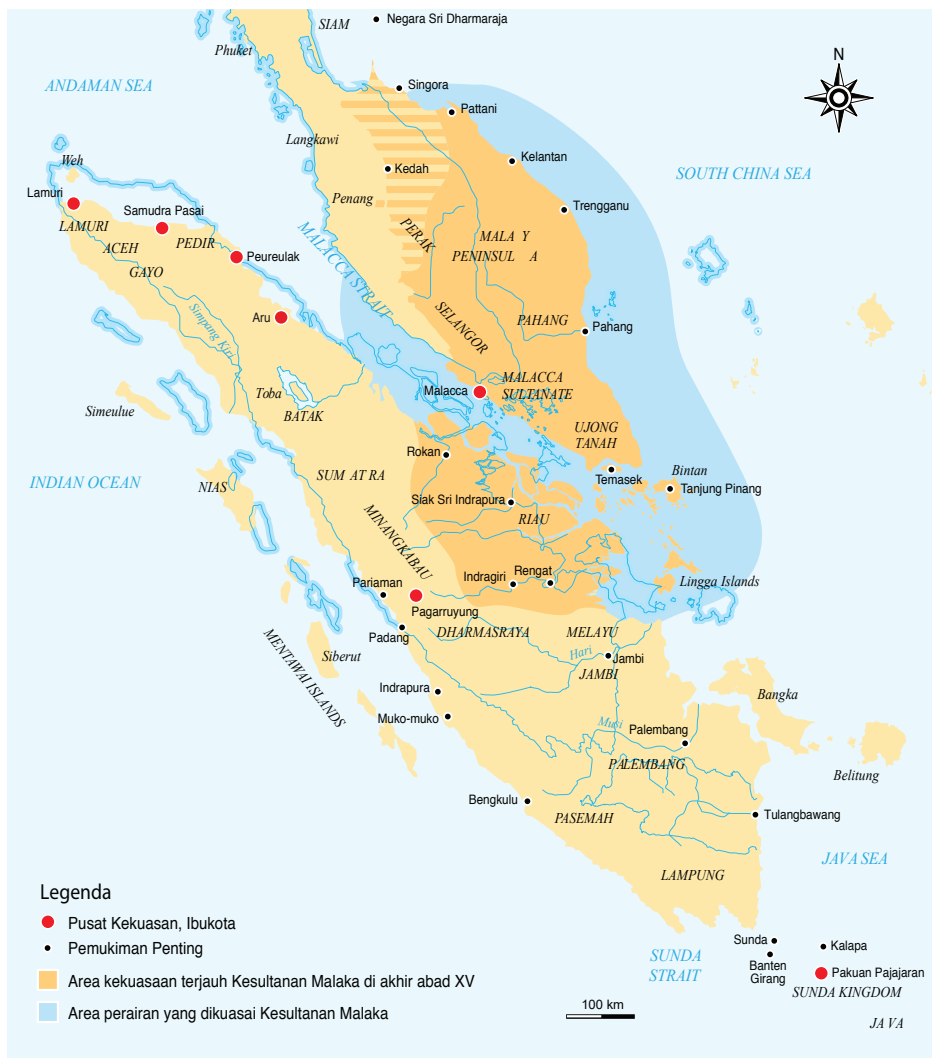 SIAM
Negara Sri Dharmaraja
Phuket
ANDAMAN SEA
N
Singora
Pattani
Langkawi
Kelantan
Weh
Kedah
SOUTH CHINA SEA
Lamuri
Penang
Samudra Pasai
Trengganu
LAMURI
PERAK
MALA Y
ACEH
PEDIR
PENINSUL A
Peureulak
GAYO
MALACCA STRAIT
Simpang Kiri
Aru
SELANGOR
PAHANG
Pahang
Malacca
MALACCA
SULTANATE
Toba
Simeulue
BATAK
UJONG
TANAH
Rokan
Bintan
INDIAN OCEAN
NIAS
SUM AT RA
Temasek
Tanjung Pinang
Siak Sri Indrapura
RIAU
MINANGKABAU
Indragiri
Rengat
Lingga Islands
Pariaman
Pagarruyung
Padang
DHARMASRAYA
MELAYU
Hari
Jambi
JAMBI
Siberut
MENTAWAI ISLANDS
Indrapura
Bangka
Muko-muko
Musi
Palembang
PALEMBANG
Belitung
Bengkulu
PASEMAH
Tulangbawang
JAVA SEA
LAMPUNG
Legenda
Pusat Kekuasan, Ibukota
Pemukiman Penting
Area kekuasaan terjauh Kesultanan Malaka di akhir abad XV
Area perairan yang dikuasai Kesultanan Malaka
SUNDA
STRAIT
Sunda
Kalapa
Banten
Girang
Pakuan Pajajaran
SUNDA KINGDOM
100 km
JA VA